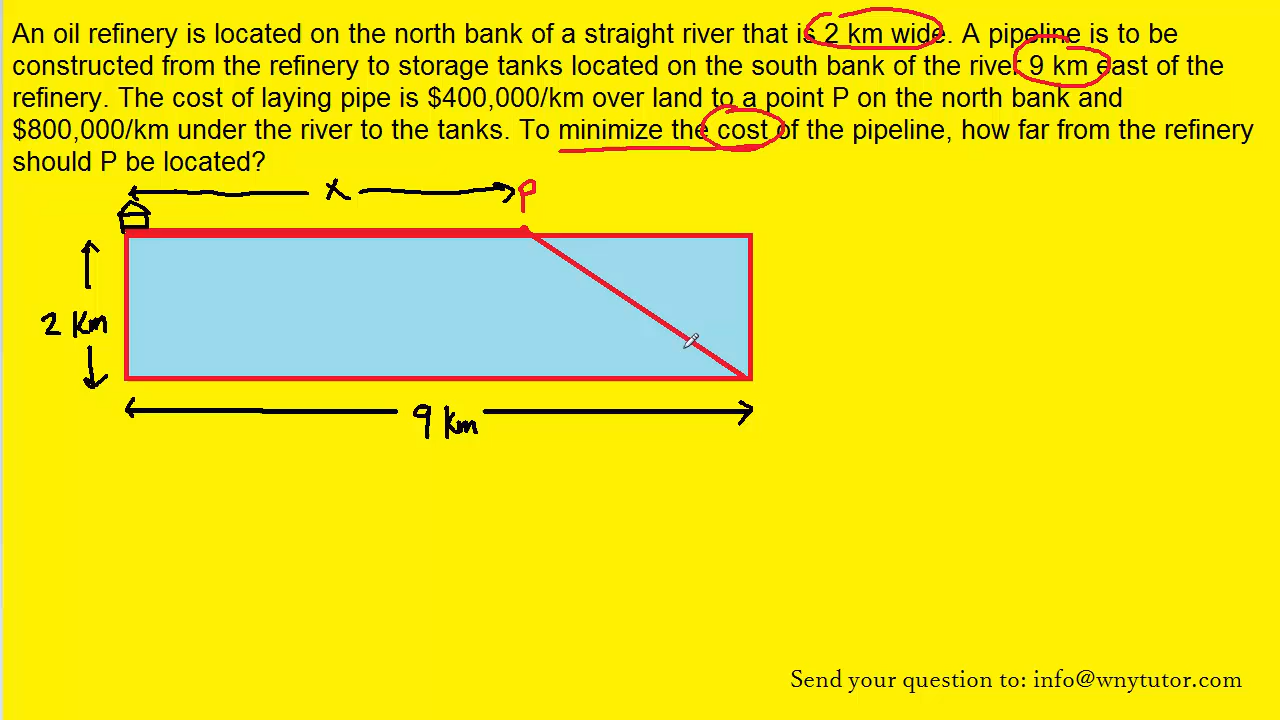 An oil refinery is located on the north bank of a straight river that is 2 km wide. A pipeline is to be
constructed from the refinery to storage tanks located on the south bank of the river 9 km east of the
refinery. The cost of laying pipe is $400,000/km over land to a point P on the north bank and
$800,000/km under the river to the tanks. To minimize the cost of the pipeline, how far from the refinery
should P be located?
x P
2 Km
9 Km
Send your question to: info@wnytutor.com